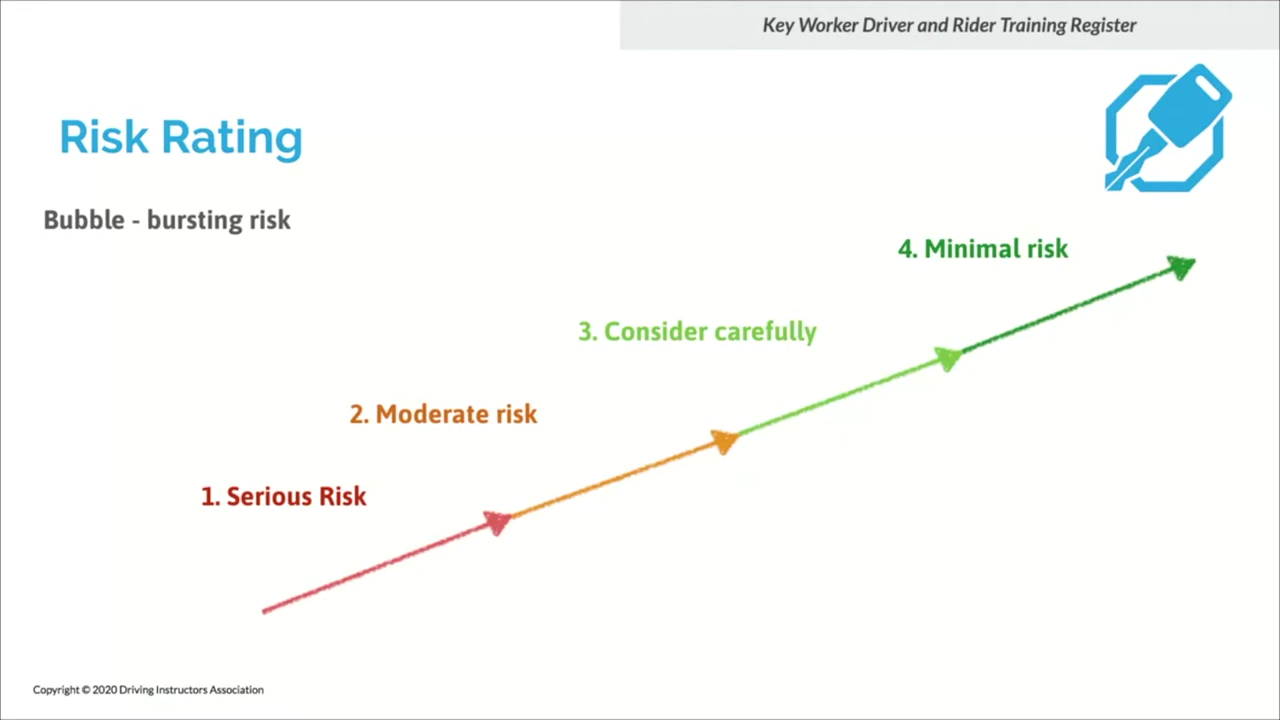 Key Worker Driver and Rider Training Register
Risk Rating
Bubble - bursting risk
4. Minimal risk
3. Consider carefully
2. Moderate risk
1. Serious Risk
Copyright © 2020 Driving Instructors Association